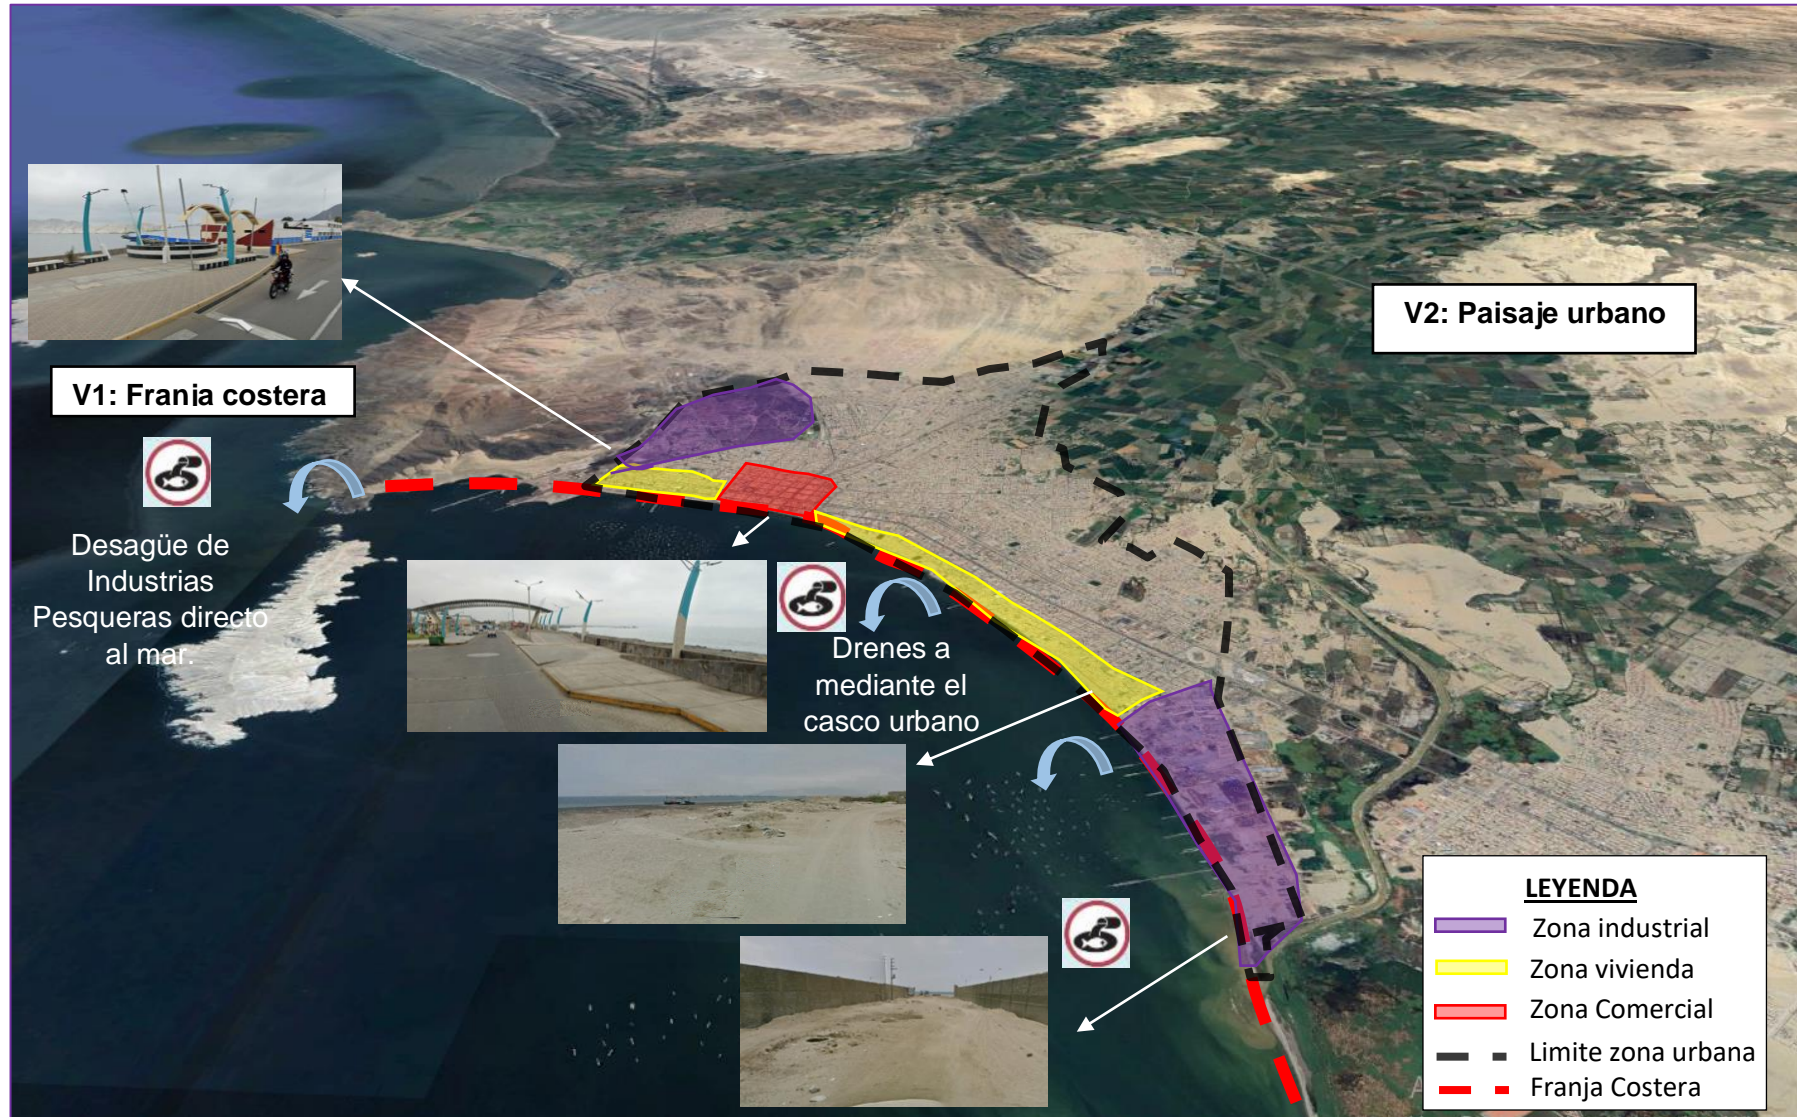 V2: Paisaje urbano
V1: Frania costera
Desagüe de
Industrias
Pesqueras directo
al mar.
Drenes a
mediante el
casco urbano
LEYENDA
Zona industrial
Zona vivienda
Zona Comercial
Limite zona urbana
Franja Costera